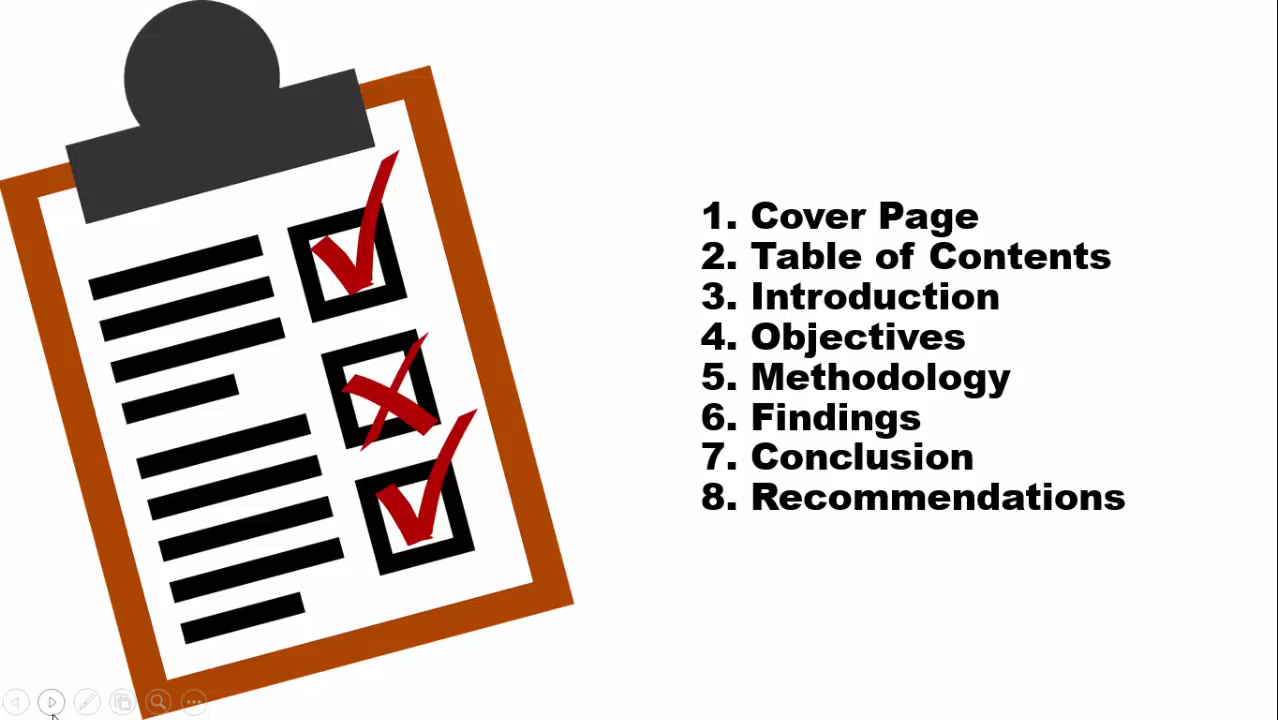 1. Cover Page
2. Table of Contents
3. Introduction
4. Objectives
5. Methodology
6. Findings
7. Conclusion
8. Recommendations